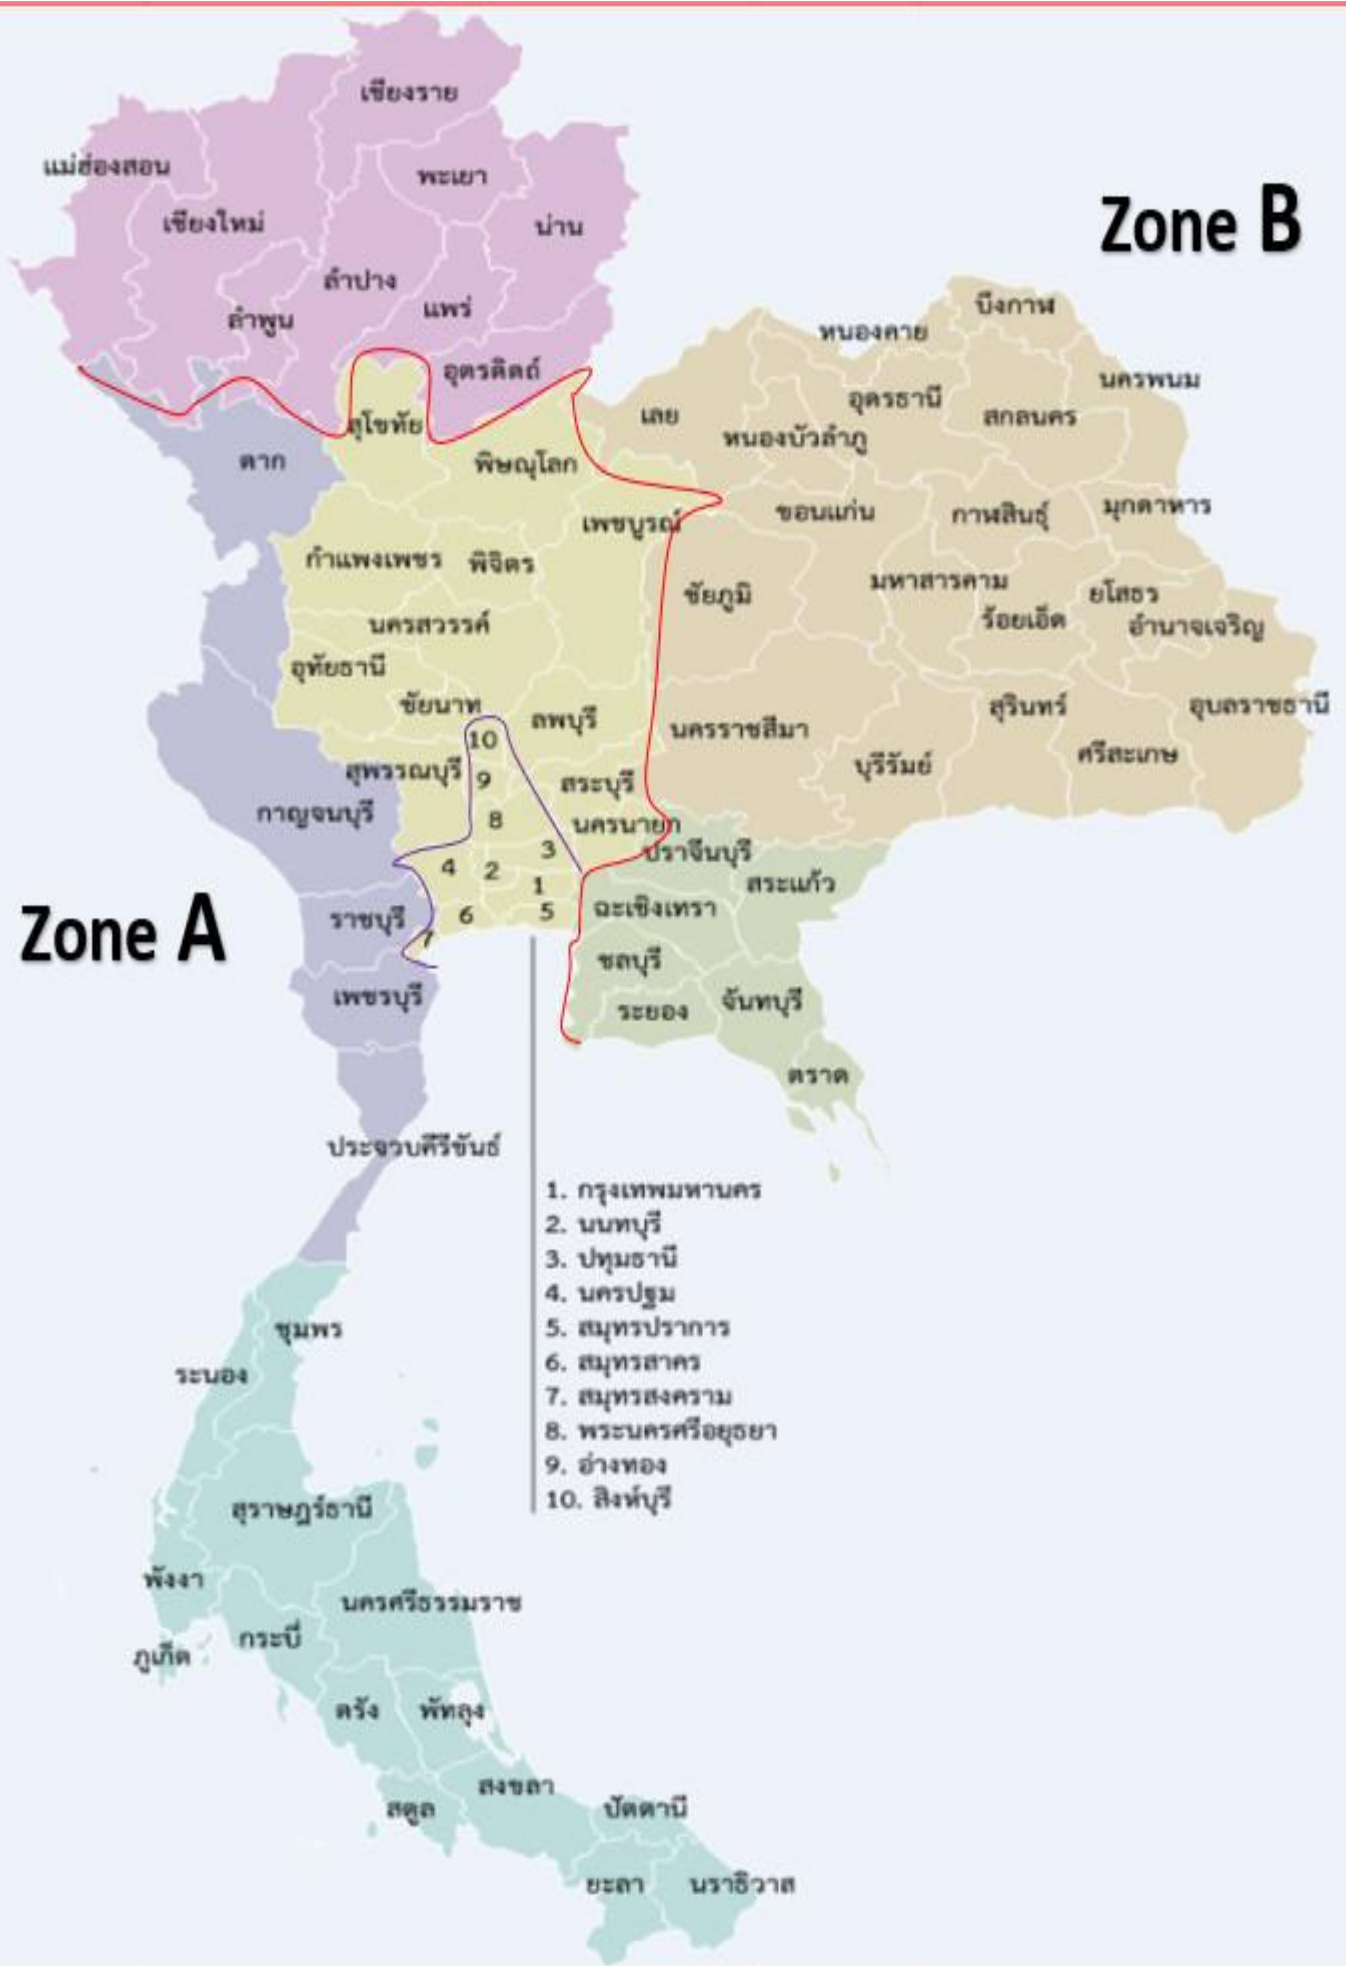 เชียงราย
แม่ฮ่องสอน
พะเยา
เชียงใหม่
น่าน
Zone B
ลำปาง
แพร่
ลำพูน
อุตรดิตถ์
บึงกาฬ
หนองคาย
นครพนม
อุดรธานี
เลย
สกลนคร
หนองบัวลำภู
สุโขทัย
ตาก
พิษณุโลก
เพชบูรณ์
ขอนแก่น
กาฬสินธุ์
มุกดาหาร
กำแพงเพชร
พิจิตร
ชัยภูมิ
มหาสารคาม
ยโสธร
ร้อยเอ็ด
อำนาจเจริญ
นครสวรรค์
อุทัยธานี
ชัยนาท
ลพบุรี
สุรินทร์
อุบลราชธานี
นครราชสีมา
บุรีรัมย์
ศรีสะเกษ
10
สุพรรณบุรี
9
สระบุรี
กาญจนบุรี
8
นครนายก
3
ปราจีนบุรี
4
2
1
สระแก้ว
Zone A
ราชบุรี
6
5
ฉะเชิงเทรา
7
ชลบุรี
เพชรบุรี
ระยอง
จันทบุรี
ตราด
ประจวบคีรีขันธ์
1. กรุงเทพมหานคร
2. นนทบุรี
3. ปทุมธานี
4. นครปฐม
5. สมุทรปราการ
6. สมุทรสาคร
7. สมุทรสงคราม
8. พระนครศรีอยุธยา
9. อ่างทอง
10. สิงห์บุรี
ชุมพร
ระนอง
สุราษฎร์ธานี
พังงา
นครศรีธรรมราช
กระบี่
ภูเก็ต
ตรัง
พัทลุง
สงขลา
สตูล
ปัตตานี
ยะลา
นราธิวาส